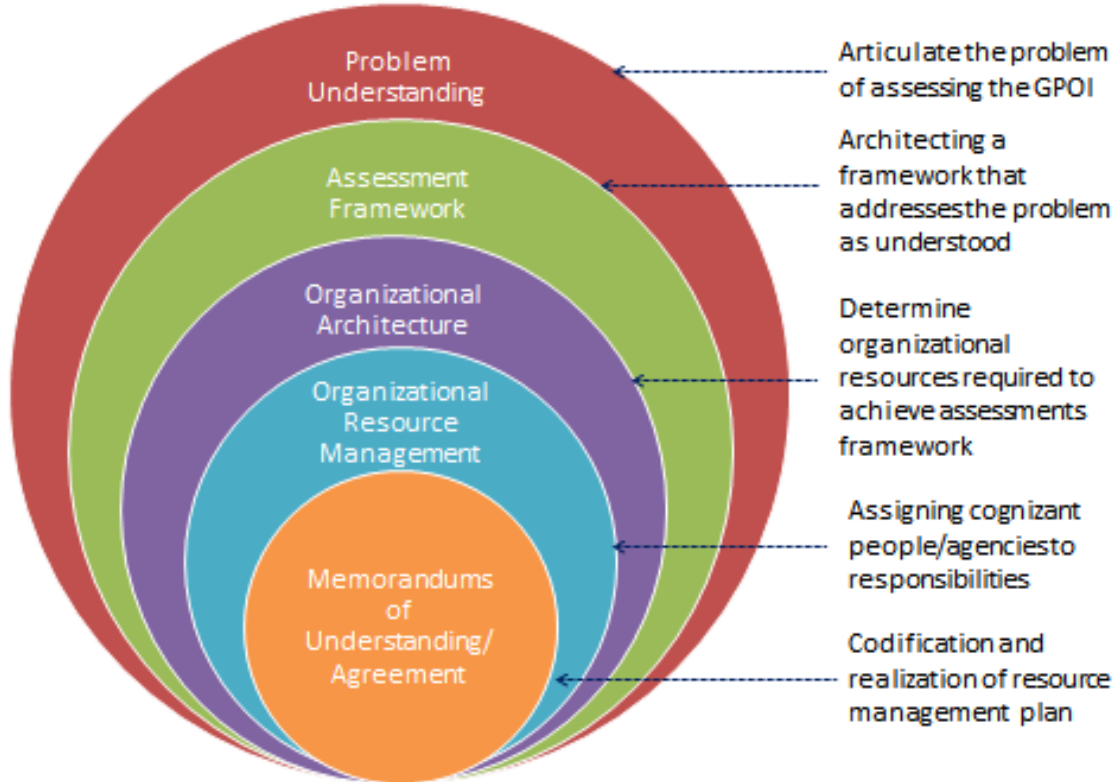 Problem
Understanding
Assessment
Framework
Organizational
Architecture
Organizational
Resource
Management
Memorandums
of
Understanding/
Agreement
Articulate the problem
of assessing the GPOI
Architecting a
framework that
addresses the problem
as understood
Determine
organizational
resources required to
achieve assessments
framework
Assigning cognizant
people/agencies to
responsibilities
Codification and
realization of resource
management plan